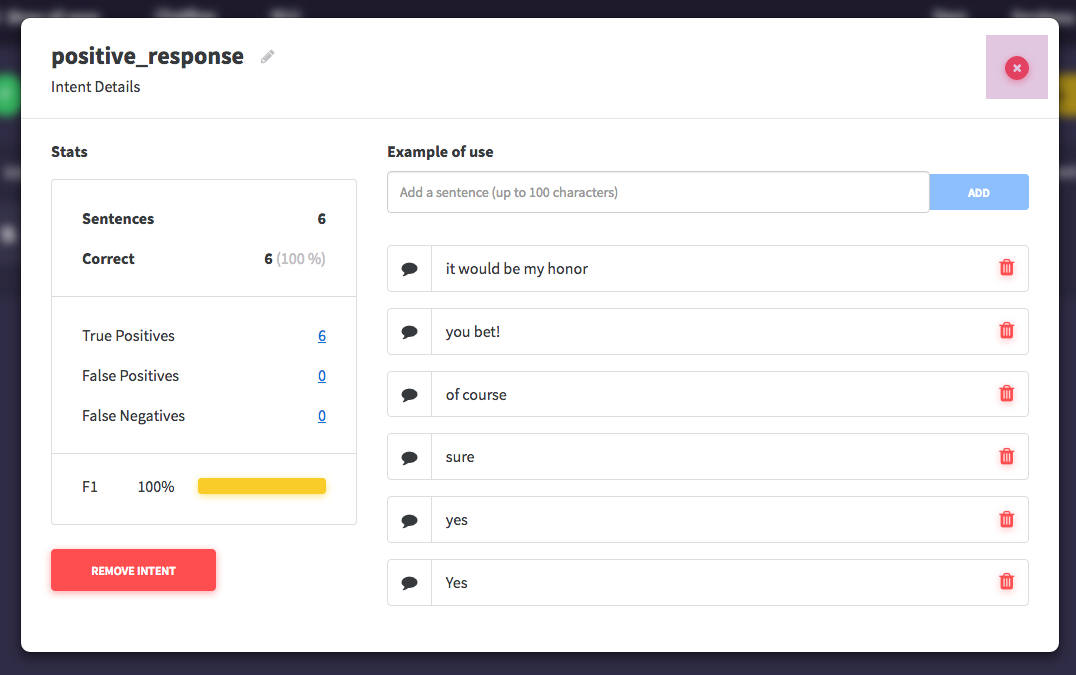 positive_response
Intent Details
Stats
Sentences 6
Correct 6 (100 %)
True Positives 6
False Positives 0
False Negatives 0
F1 100%
REMOVE INTENT
Example of use
Add a sentence (up to 100 characters)
ADD
it would be my honor
you bet!
of course
sure
yes
Yes